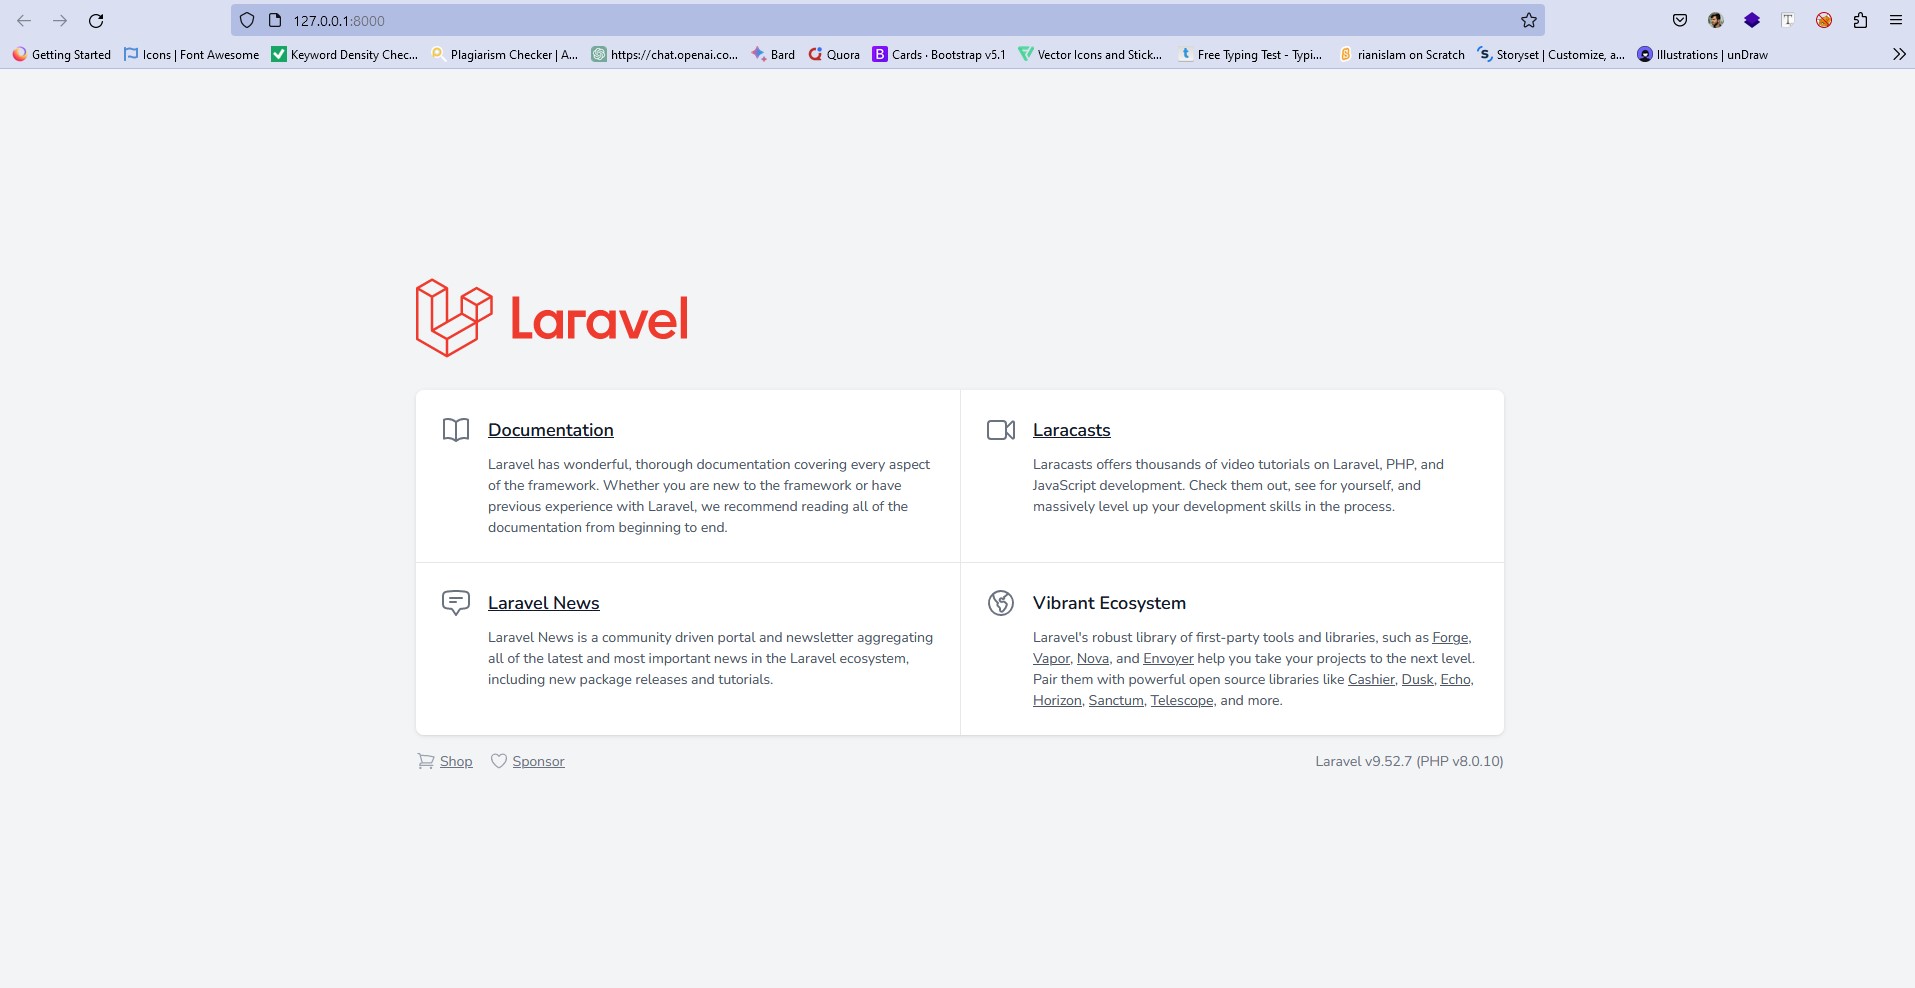 127.0.0.1:8000
Getting Started Icons | Font Awesome Keyword Density Chec... Plagiarism Checker | A... https://chat.openai.co... Bard Quora Cards · Bootstrap v5.1 Vector Icons and Stick... Free Typing Test - Typi... rianislam on Scratch Storyset | Customize, a... Illustrations | unDraw
Laravel
Documentation
Laravel has wonderful, thorough documentation covering every aspect
of the framework. Whether you are new to the framework or have
previous experience with Laravel, we recommend reading all of the
documentation from beginning to end.
Laracasts
Laracasts offers thousands of video tutorials on Laravel, PHP, and
JavaScript development. Check them out, see for yourself, and
massively level up your development skills in the process.
Laravel News
Laravel News is a community driven portal and newsletter aggregating
all of the latest and most important news in the Laravel ecosystem,
including new package releases and tutorials.
Vibrant Ecosystem
Laravel's robust library of first-party tools and libraries, such as Forge,
Vapor, Nova, and Envoyer help you take your projects to the next level.
Pair them with powerful open source libraries like Cashier, Dusk, Echo,
Horizon, Sanctum, Telescope, and more.
Shop Sponsor
Laravel v9.52.7 (PHP v8.0.10)